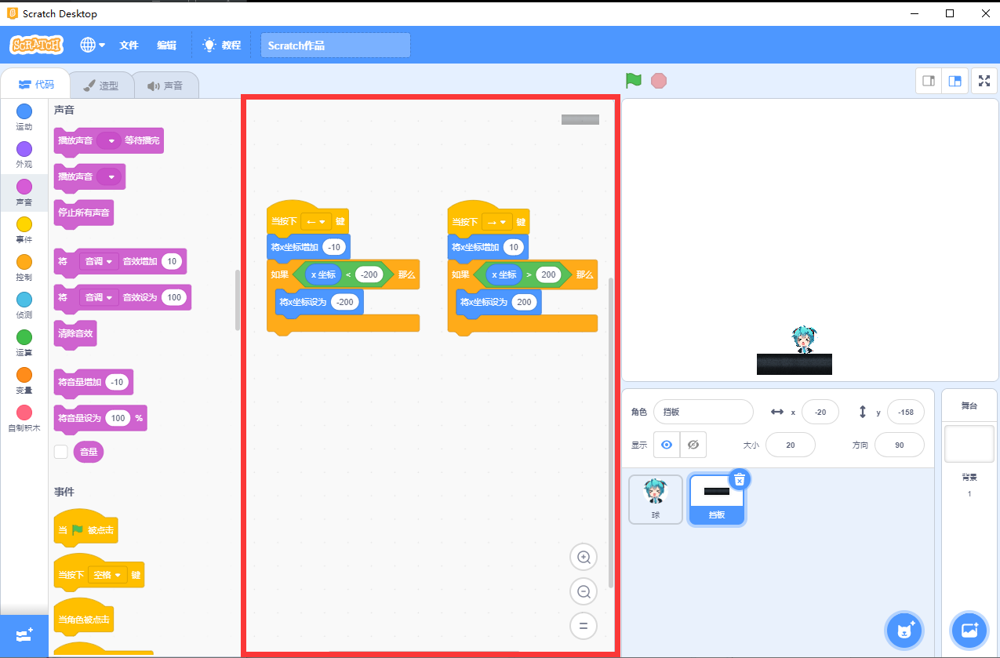 Scratch Desktop
SCRATCH 文件 编辑 教程 Scratch作品
代码 造型 声音
运动
外观
声音
事件
控制
侦测
运算
变量
自制积木
声音
播放声音 等待播完
播放声音
停止所有声音
将 音调 音效增加 10
将 音调 音效设为 100
清除音效
将音量增加 -10
将音量设为 100 %
音量
事件
当 被点击
当按下 空格 键
当角色被点击
当按下 ← 键
将x坐标增加 -10
如果 x 坐标 < -200 那么
将x坐标设为 -200
当按下 → 键
将x坐标增加 10
如果 x 坐标 > 200 那么
将x坐标设为 200
角色 挡板 x -20 y -158
显示 大小 20 方向 90
球
挡板
舞台
背景
1